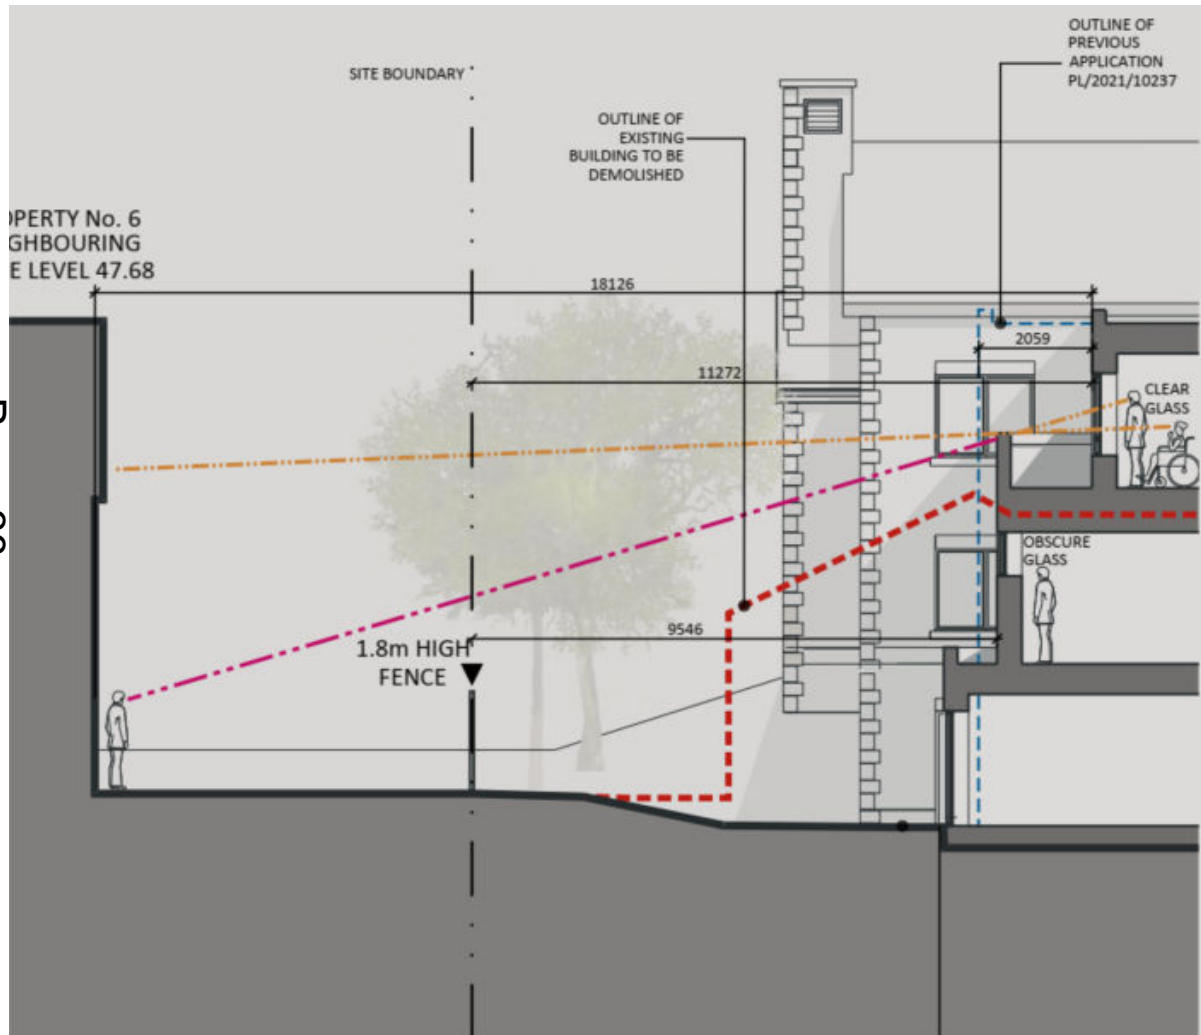 OUTLINE OF
PREVIOUS
APPLICATION
PL/2021/10237
SITE BOUNDARY
OUTLINE OF
EXISTING
BUILDING TO BE
DEMOLISHED
OPERTY No. 6
GHBOURING
E LEVEL 47.68
18126
2059
11272
CLEAR
GLASS
OBSCURE
GLASS
9546
1.8m HIGH
FENCE